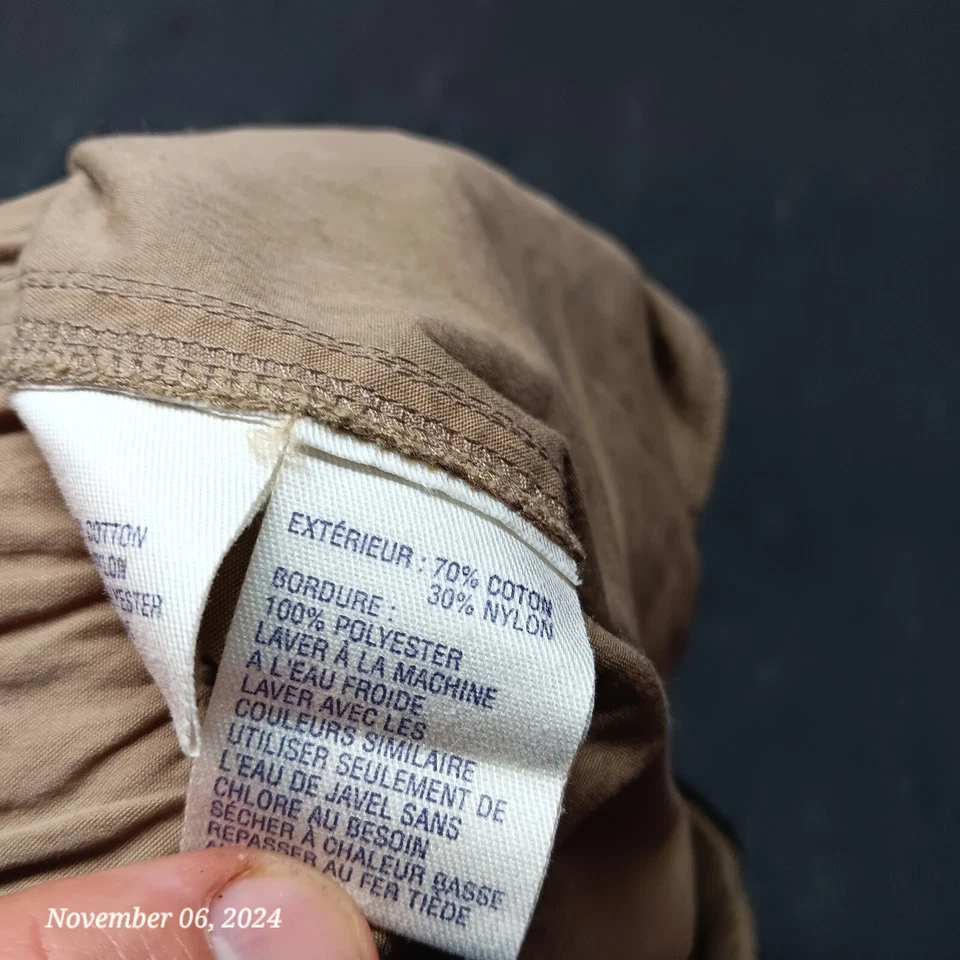 COTTON
EXTÉRIEUR : 70% COTON
30% NYLON
BORDURE :
100% POLYESTER
LAVER À LA MACHINE
A L'EAU FROIDE
LAVER AVEC LES
COULEURS SIMILAIRE
UTILISER SEULEMENT DE
L'EAU DE JAVEL SANS
CHLORE AU BESOIN
SÉCHER À CHALEUR BASSE
REPASSER AU FER TIÈDE
November 06, 2024